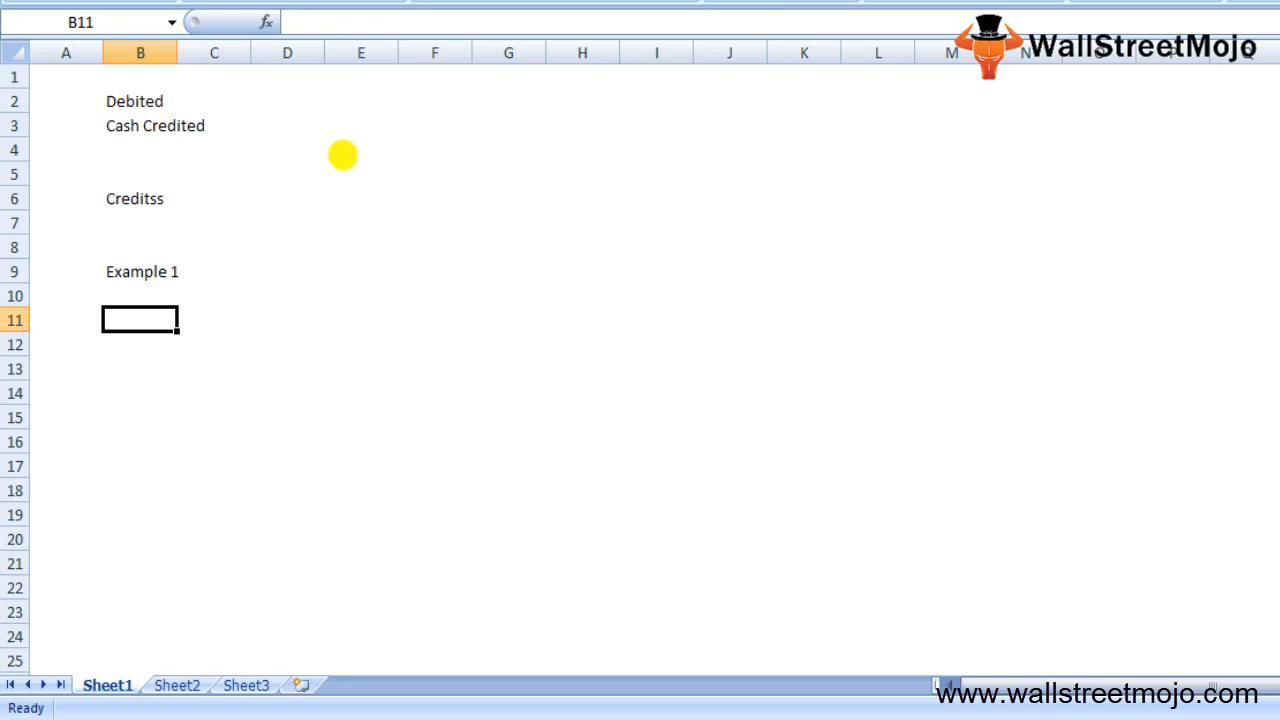 B11
fx
A B C D E F G H I J K L M N O P Q
WallStreetMojo
1
2 Debited
3 Cash Credited
4
5
6 Creditss
7
8
9 Example 1
10
11
12
13
14
15
16
17
18
19
20
21
22
23
24
25
Sheet1 Sheet2 Sheet3
www.wallstreetmojo.com
Ready